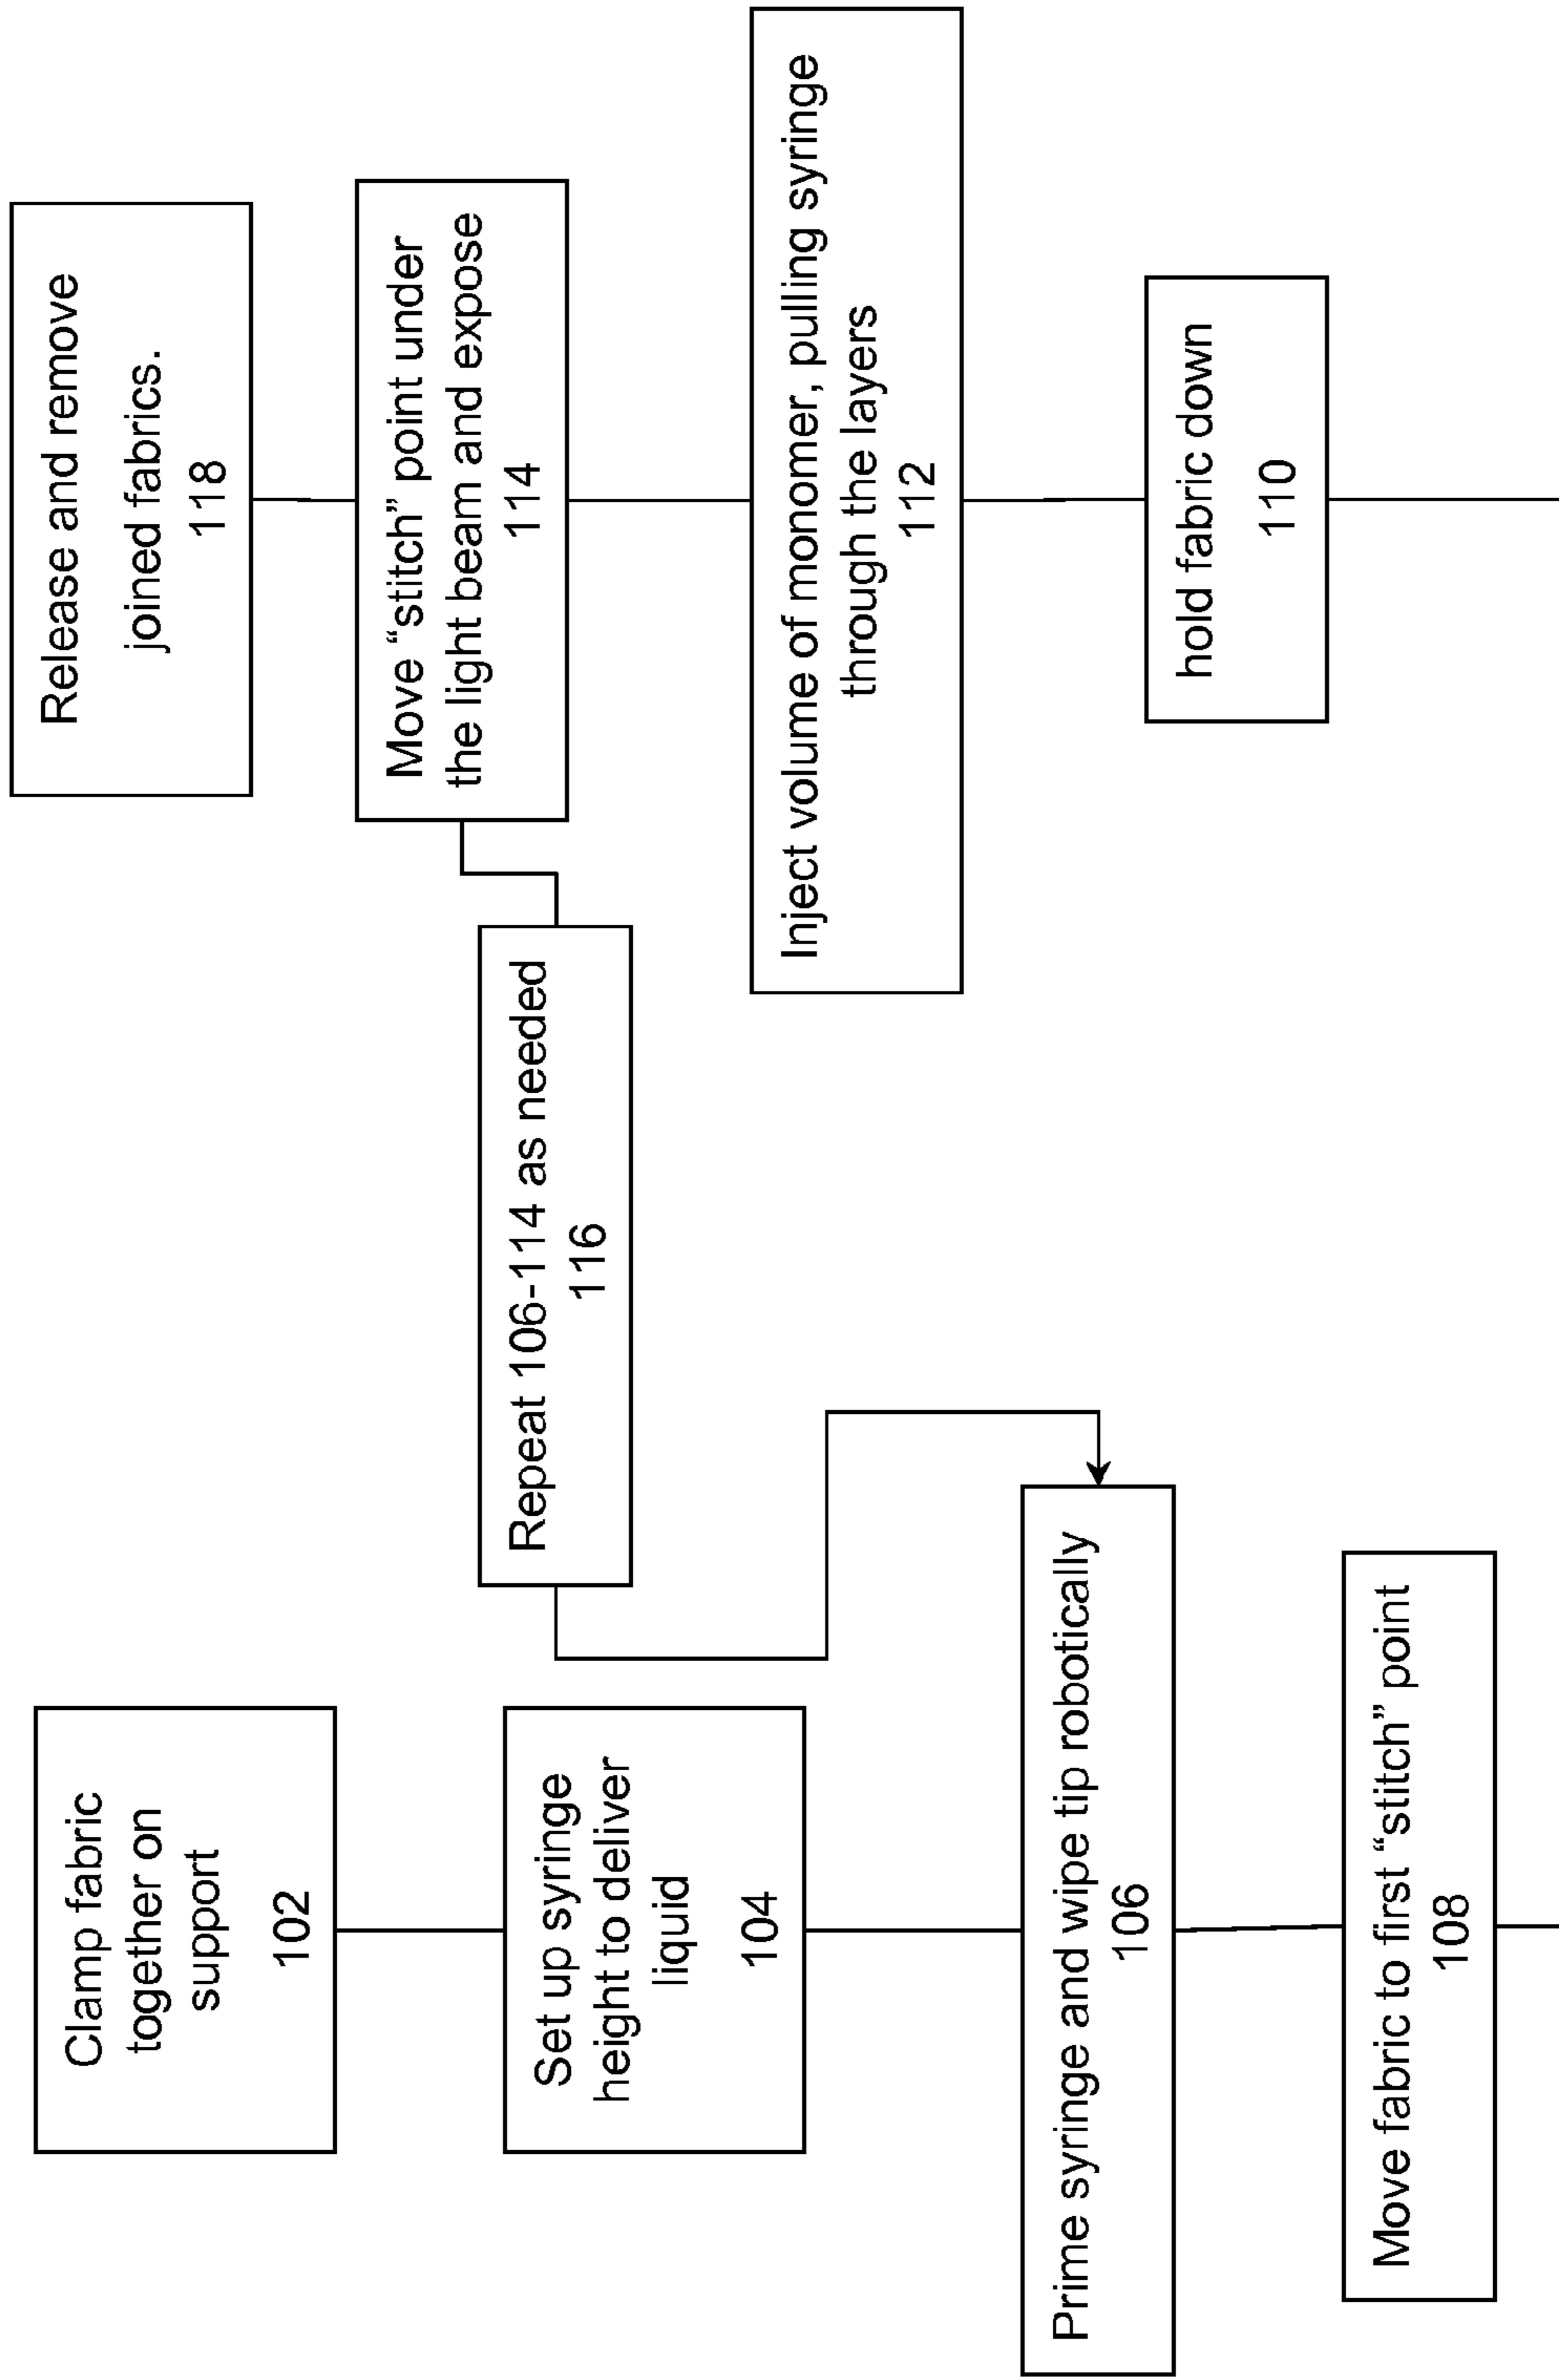 Clamp fabric
together on
support
102
Set up syringe
height to deliver
liquid
104
Prime syringe and wipe tip robotically
106
Move fabric to first “stitch” point
108
hold fabric down
110
Inject volume of monomer, pulling syringe
through the layers
112
Move “stitch” point under
the light beam and expose
114
Repeat 106-114 as needed
116
Release and remove
joined fabrics.
118